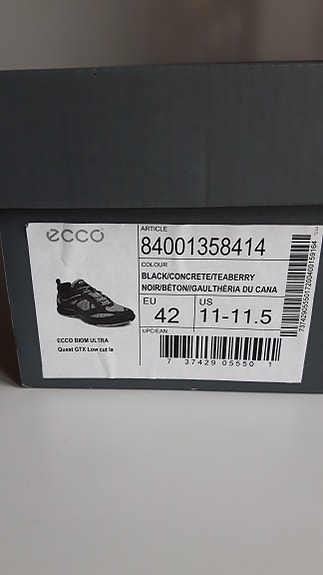 ecco
ARTICLE
84001358414
COLOUR
BLACK/CONCRETE/TEABERRY
NOIR/BÉTON/GAULTHÉRIA DU CANA
EU
42
US
11-11.5
UPC/EAN
7 37429 05550 1
ECCO BIOM ULTRA
Quest GTX Low cut la